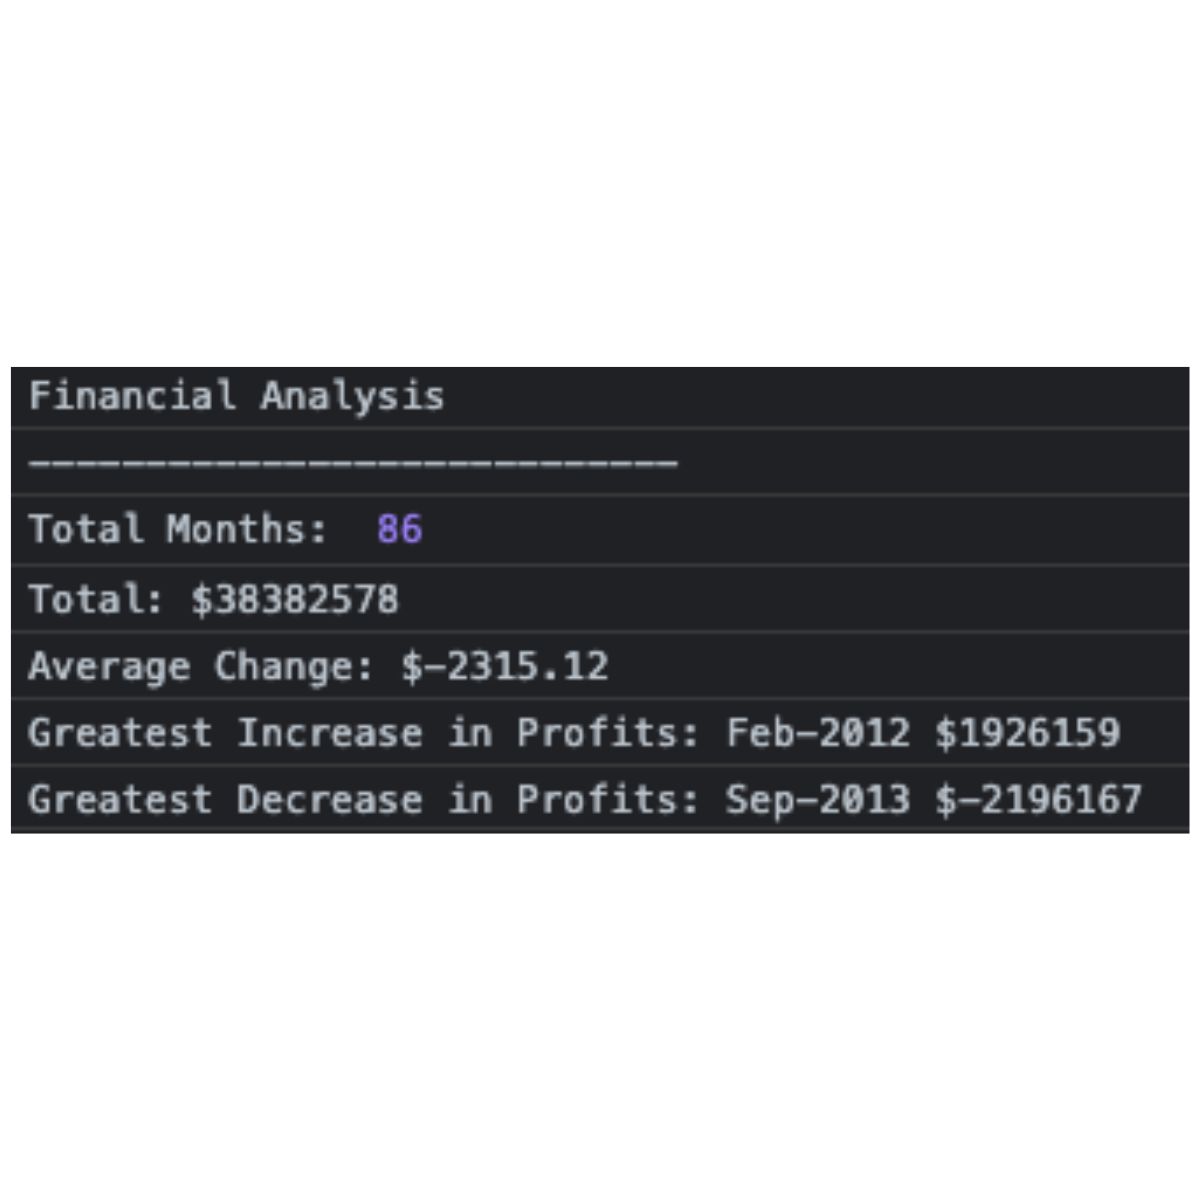 Financial Analysis
----------------------------
Total Months:  86
Total: $38382578
Average Change: $-2315.12
Greatest Increase in Profits: Feb-2012 $1926159
Greatest Decrease in Profits: Sep-2013 $-2196167